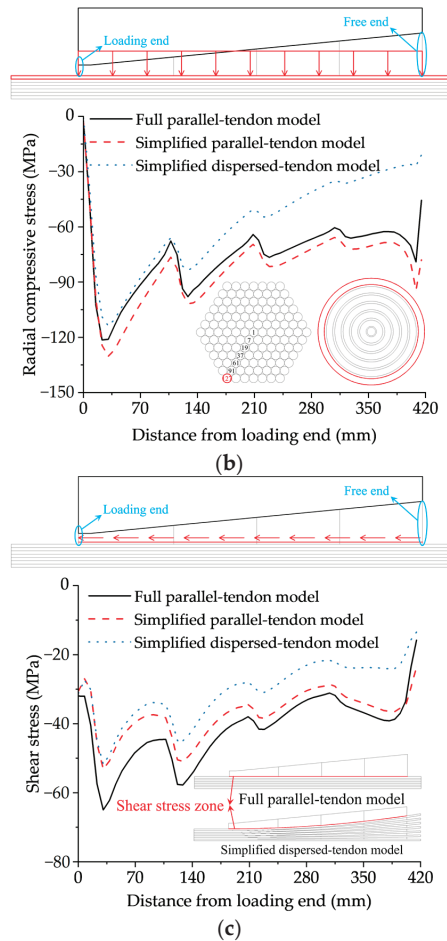 Loading end
Free end
Full parallel-tendon model
Simplified parallel-tendon model
Simplified dispersed-tendon model
Radial compressive stress (MPa)
0
-30
-60
-90
-120
-150
1
7
19
37
61
91
0 70 140 210 280 350 420
Distance from loading end (mm)
(b)
Loading end
Free end
Full parallel-tendon model
Simplified parallel-tendon model
Simplified dispersed-tendon model
Shear stress (MPa)
0
-20
-40
-60
-80
Shear stress zone
Full parallel-tendon model
Simplified dispersed-tendon model
0 70 140 210 280 350 420
Distance from loading end (mm)
(c)